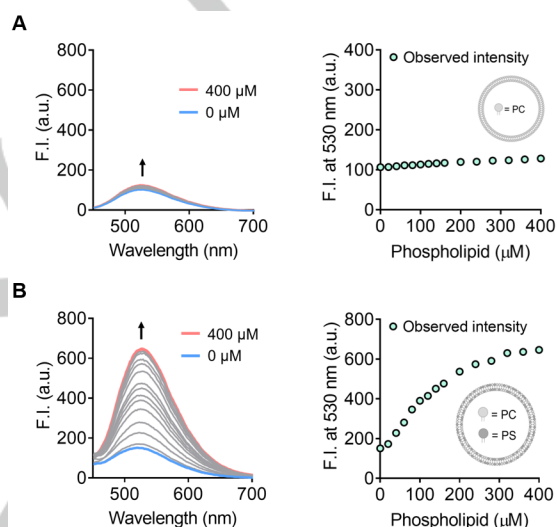 A
F.I. (a.u.)
800
600
400
200
0
500
600
700
Wavelength (nm)
400 μM
0 μM
F.I. at 530 nm (a.u.)
400
300
200
100
0
0
100
200
300
400
Phospholipid (μM)
Observed intensity
= PC
B
F.I. (a.u.)
800
600
400
200
0
500
600
700
Wavelength (nm)
400 μM
0 μM
F.I. at 530 nm (a.u.)
800
600
400
200
0
0
100
200
300
400
Phospholipid (μM)
Observed intensity
= PC
= PS